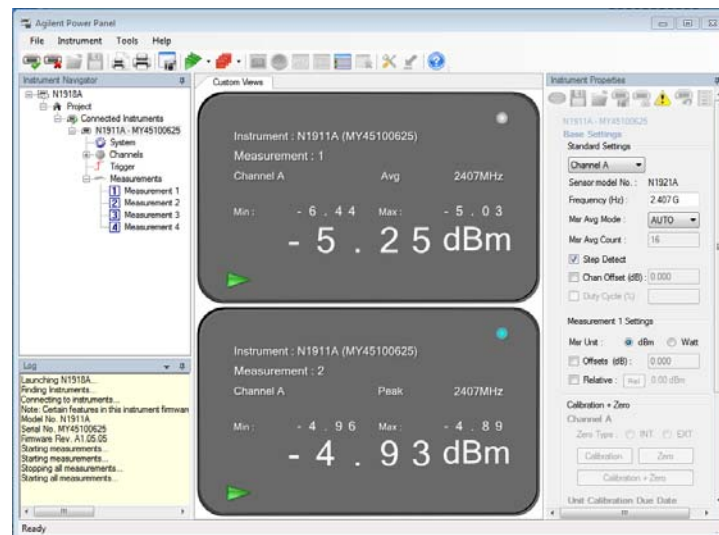 Agilent Power Panel
File Instrument Tools Help
Instrument Navigator
N1918A
Project
Connected Instruments
N1911A - MY45100625
System
Channels
Trigger
Measurements
1 Measurement 1
2 Measurement 2
3 Measurement 3
4 Measurement 4
Log
Launching N1918A...
Finding Instruments...
Connecting to instruments...
Note: Certain features in this instrument firmwar
Model No. N1911A
Serial No. MY45100625
Firmware Rev. A1.05.05
Starting measurements...
Starting measurements...
Stopping all measurements...
Starting all measurements...
Ready
Custom Views
Instrument : N1911A (MY45100625)
Measurement : 1
Channel A Avg 2407MHz
Min : - 6 . 4 4 Max : - 5 . 0 3
- 5 . 2 5 dBm
Instrument : N1911A (MY45100625)
Measurement : 2
Channel A Peak 2407MHz
Min : - 4 . 9 6 Max : - 4 . 8 9
- 4 . 9 3 dBm
Instrument Properties
N1911A - MY45100625
Base Settings
Standard Settings
Channel A
Sensor model No. : N1921A
Frequency (Hz) : 2.407 G
Msr Avg Mode : AUTO
Msr Avg Count : 16
Step Detect
Chan Offset (dB) : 0.000
Duty Cycle (%)
Measurement 1 Settings
Msr Unit : dBm Watt
Offsets (dB) : 0.000
Relative : Rel 0.00 dBm
Calibration + Zero
Channel A
Zero Type : INT EXT
Calibration Zero
Calibration + Zero
Unit Calibration Due Date